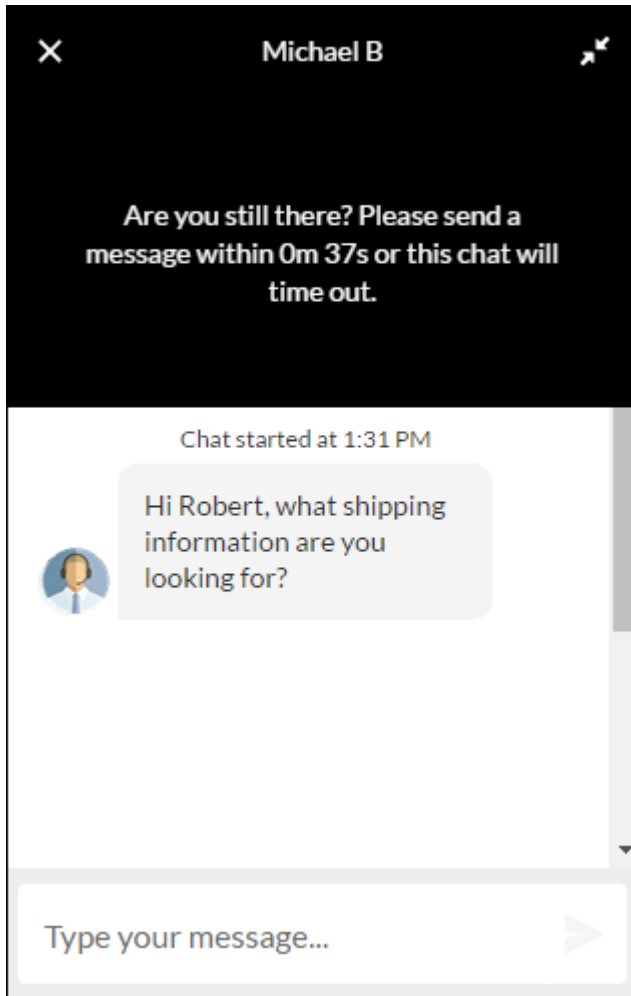 Michael B
Are you still there? Please send a
message within 0m 37s or this chat will
time out.
Chat started at 1:31 PM
Hi Robert, what shipping
information are you
looking for?
Type your message...